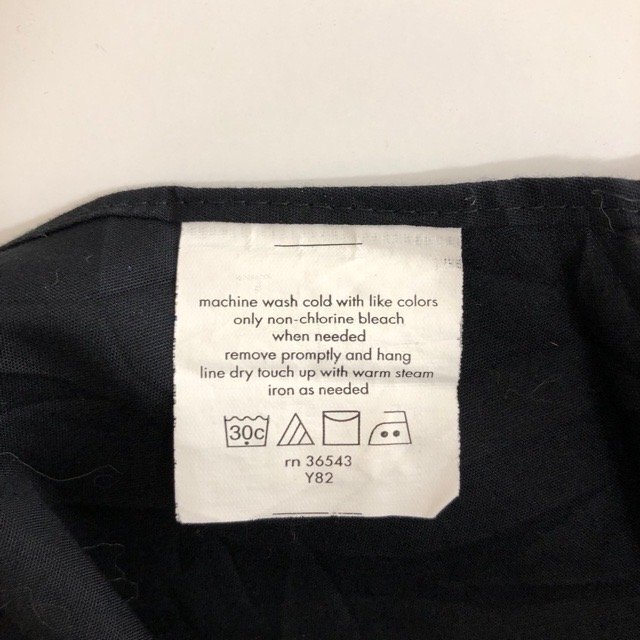 machine wash cold with like colors
only non-chlorine bleach
when needed
remove promptly and hang
line dry touch up with warm steam
iron as needed
30c
rn 36543
Y82